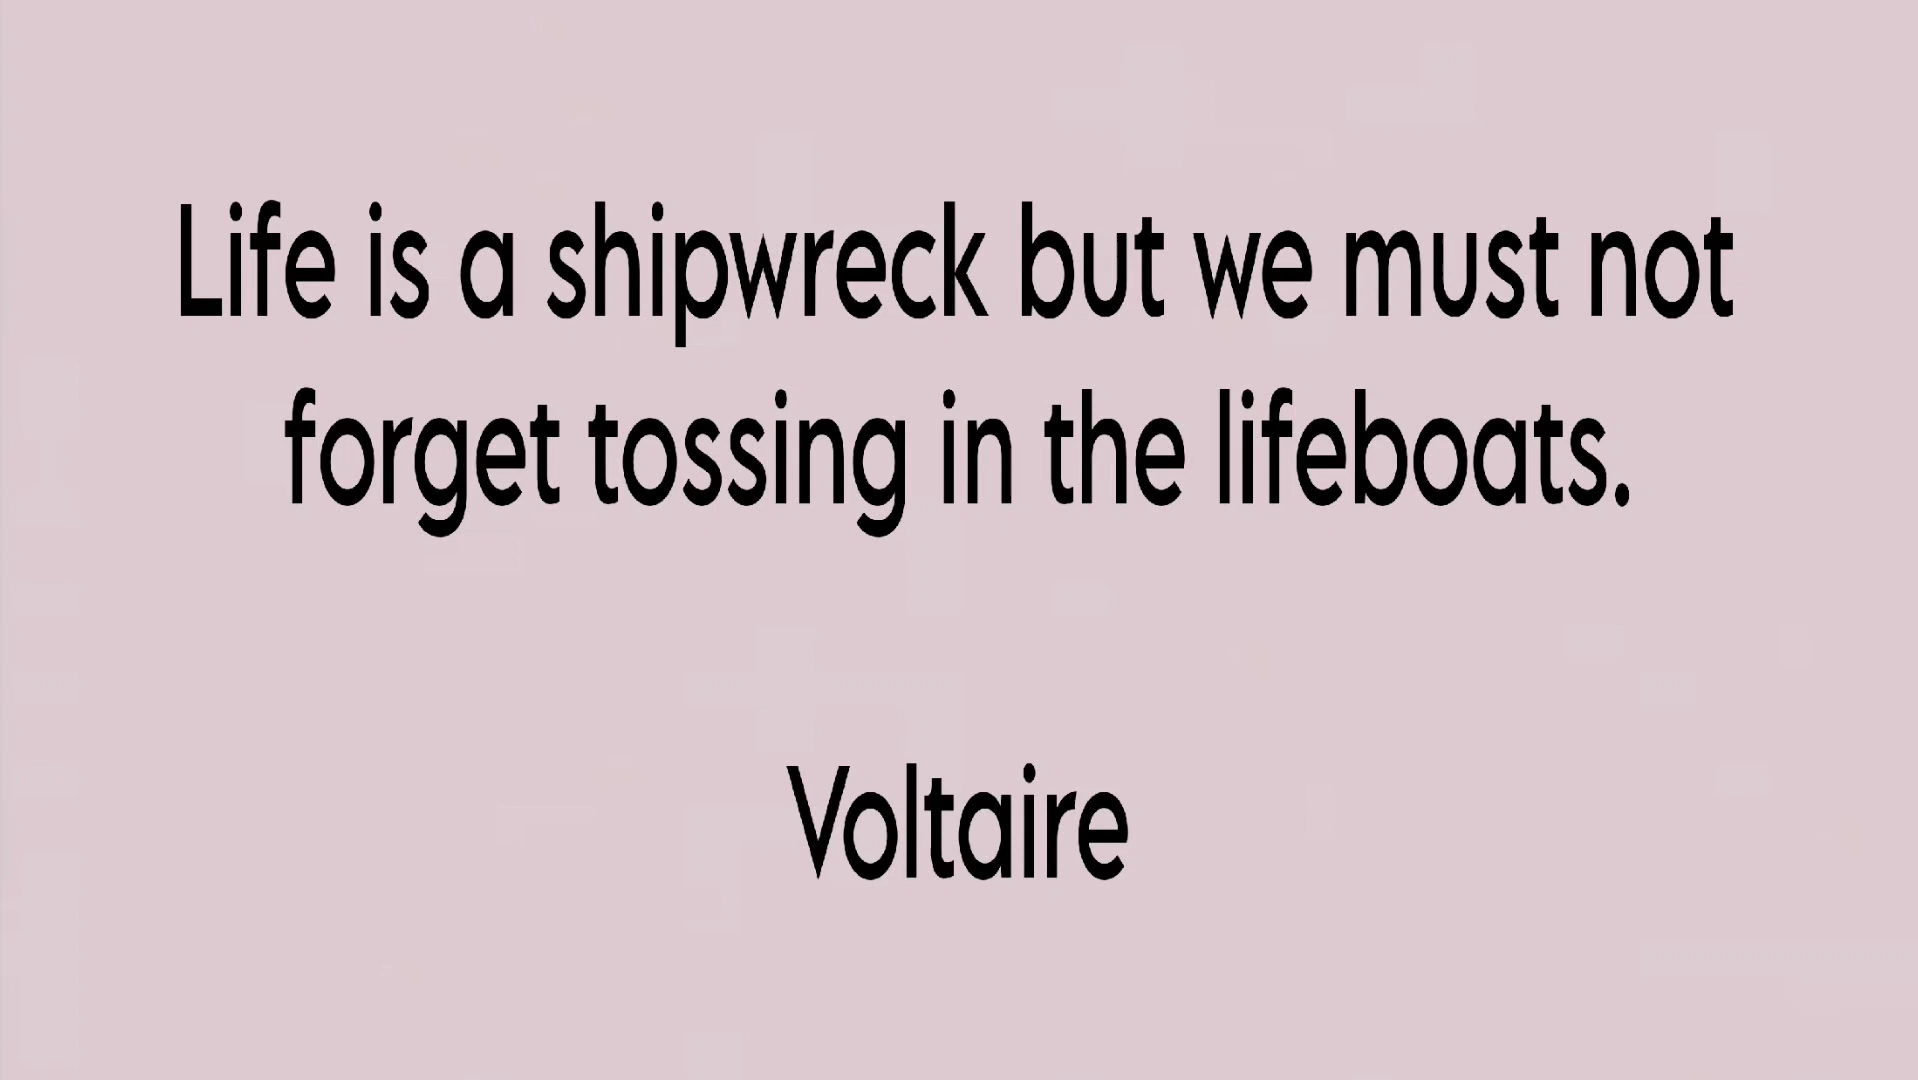 Life is a shipwreck but we must not
forget tossing in the lifeboats.
Voltaire